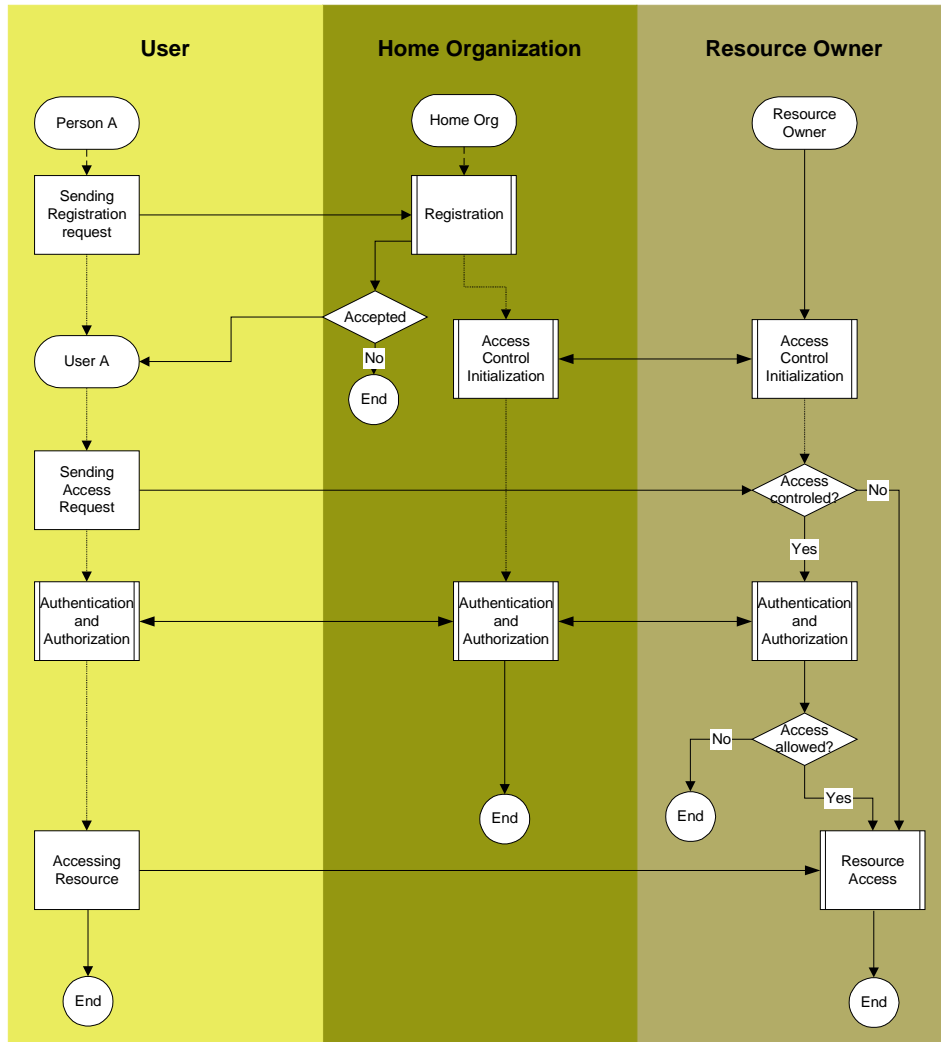 User
Home Organization
Resource Owner
Person A
Home Org
Resource
Owner
Sending
Registration
request
Registration
Accepted
User A
No
End
Access
Control
Initialization
Access
Control
Initialization
Sending
Access
Request
Access
controled?
No
Yes
Authentication
and
Authorization
Authentication
and
Authorization
Authentication
and
Authorization
Access
allowed?
No
Yes
End
End
Accessing
Resource
Resource
Access
End
End